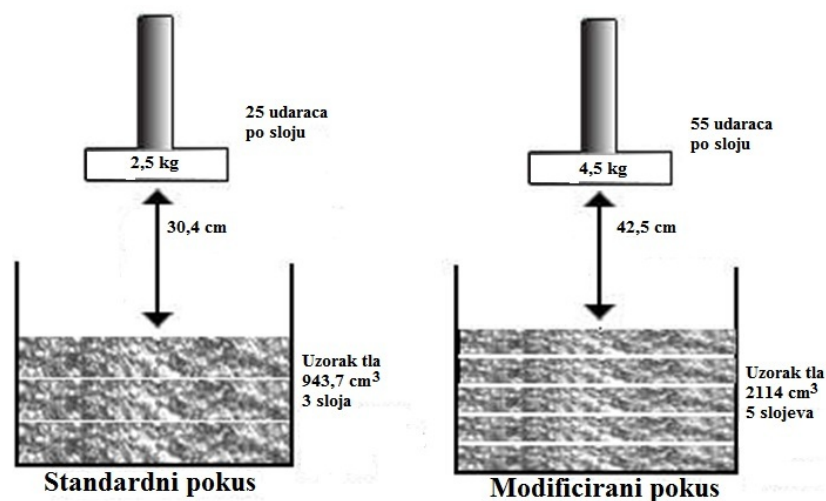 25 udaraca
po sloju
2,5 kg
30,4 cm
Uzorak tla
943,7 cm³
3 sloja
Standardni pokus
55 udaraca
po sloju
4,5 kg
42,5 cm
Uzorak tla
2114 cm³
5 slojeva
Modificirani pokus